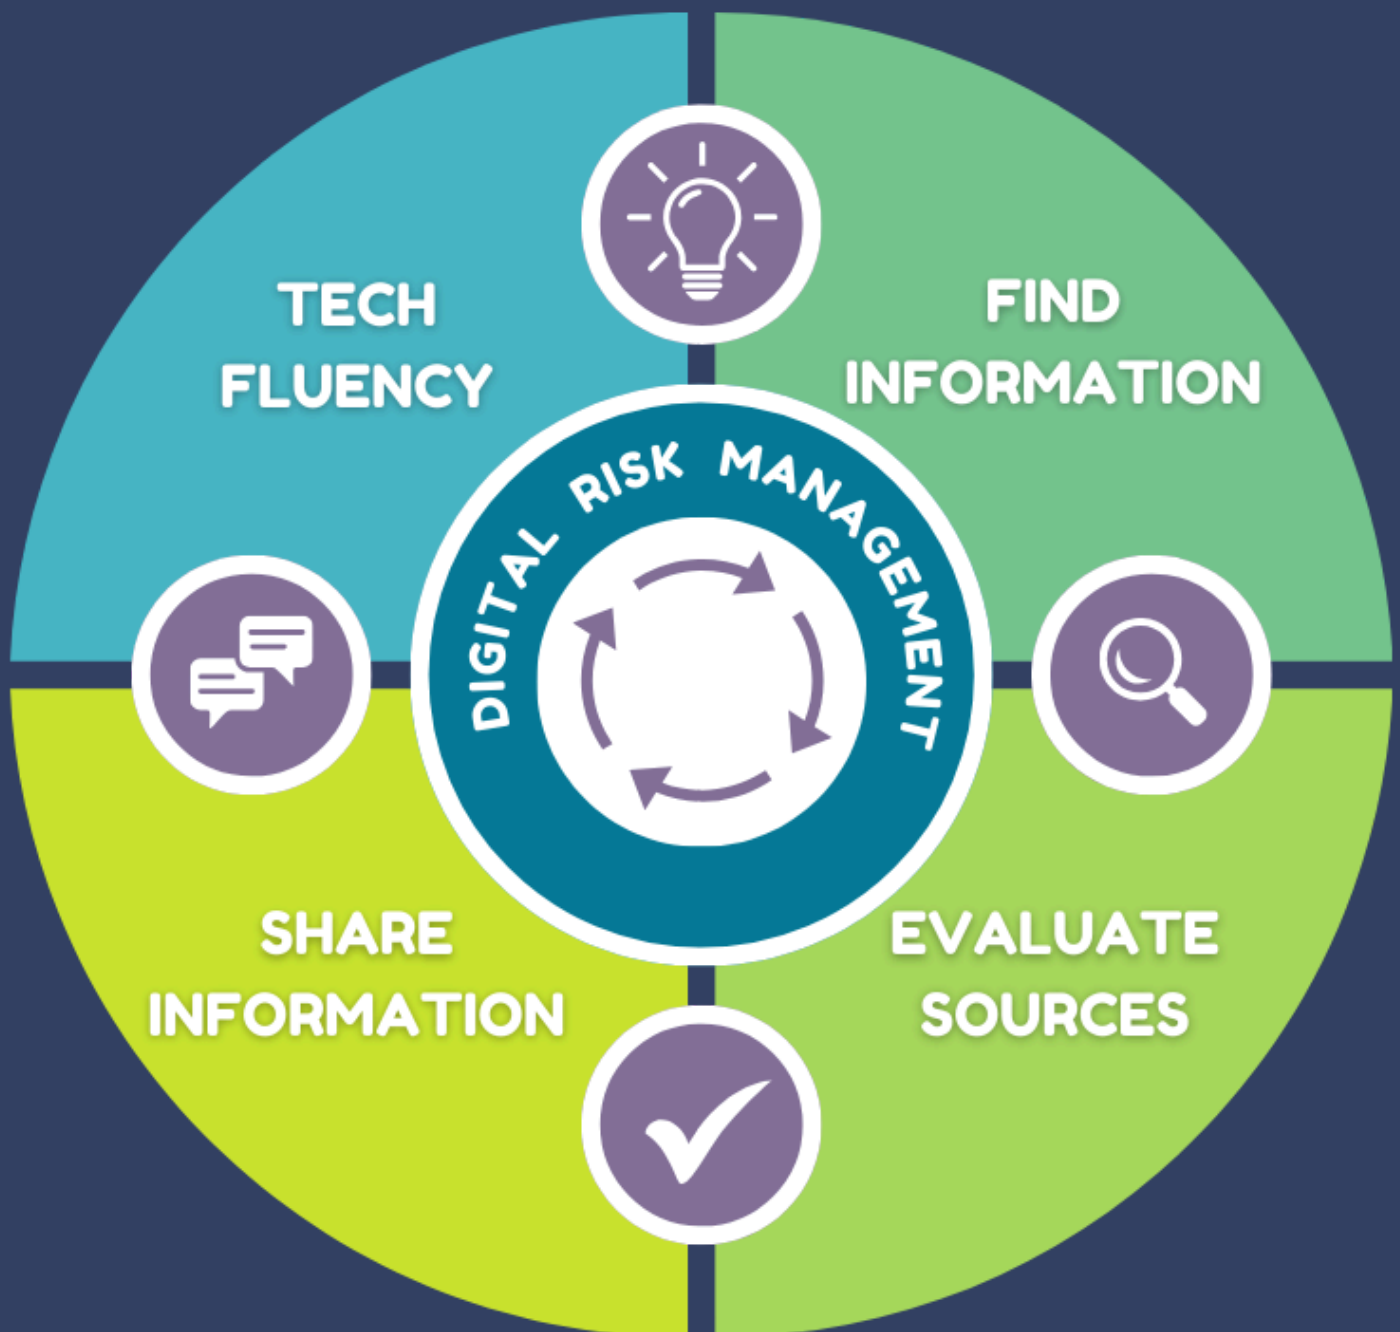 TECH
FLUENCY
FIND
INFORMATION
DIGITAL RISK MANAGEMENT
SHARE
INFORMATION
EVALUATE
SOURCES